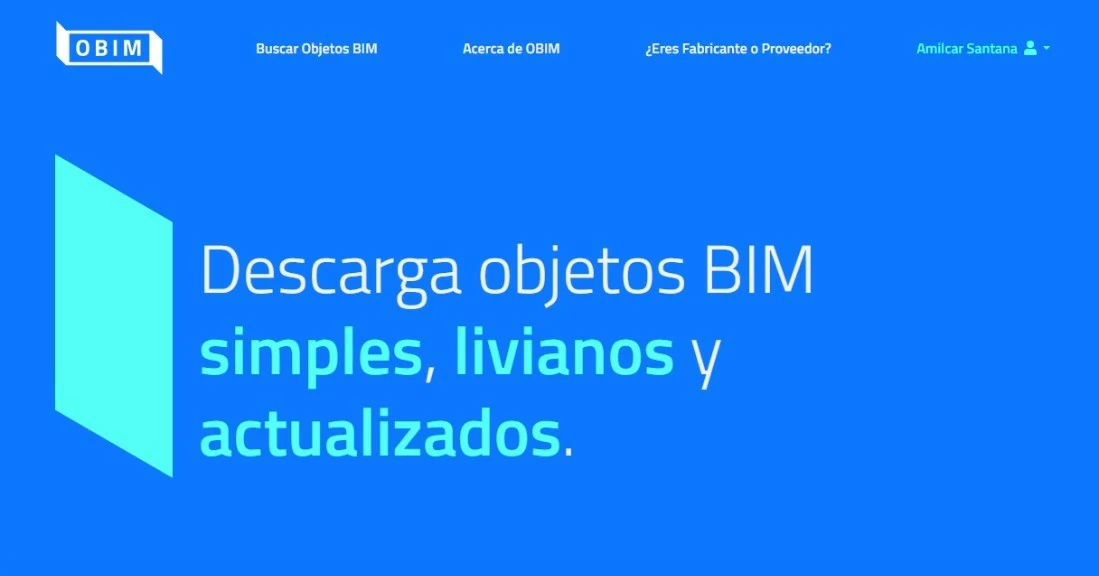 OBIM
Buscar Objetos BIM
Acerca de OBIM
¿Eres Fabricante o Proveedor?
Amilcar Santana
Descarga objetos BIM
simples, livianos y
actualizados.